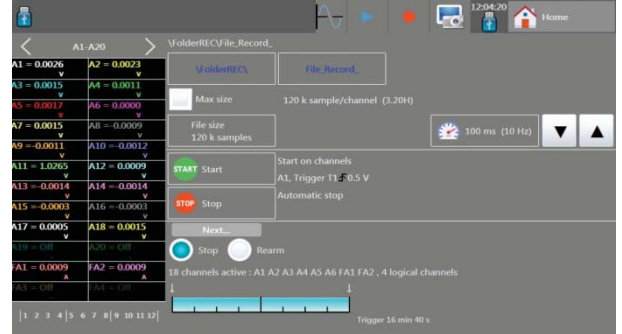 12:04:20
Home
A1-A20
\FolderREC\File_Record_
A1 = 0.0026
V
A2 = 0.0023
V
A3 = 0.0015
V
A4 = 0.0011
V
A5 = 0.0017
V
A6 = 0.0000
V
A7 = 0.0015
V
A8 =-0.0009
V
A9 =-0.0011
V
A10 =-0.0012
V
A11 = 1.0265
V
A12 = 0.0009
V
A13 =-0.0014
V
A14 =-0.0014
V
A15 =-0.0003
V
A16 =-0.0003
V
A17 = 0.0005
V
A18 = 0.0015
V
A19 = Off
A20 = Off
FA1 = 0.0009
A
FA2 = 0.0009
A
FA3 = Off
FA4 = Off
1 2 3 4 5 6 7 8 9 10 11 12
\FolderREC\
File_Record_
Max size
120 k sample/channel (3.20H)
File size
120 k samples
100 ms (10 Hz)
START Start
Start on channels
A1, Trigger T1 0.5 V
STOP Stop
Automatic stop
Next...
Stop
Rearm
18 channels active : A1 A2 A3 A4 A5 A6 FA1 FA2 , 4 logical channels
Trigger 16 min 40 s